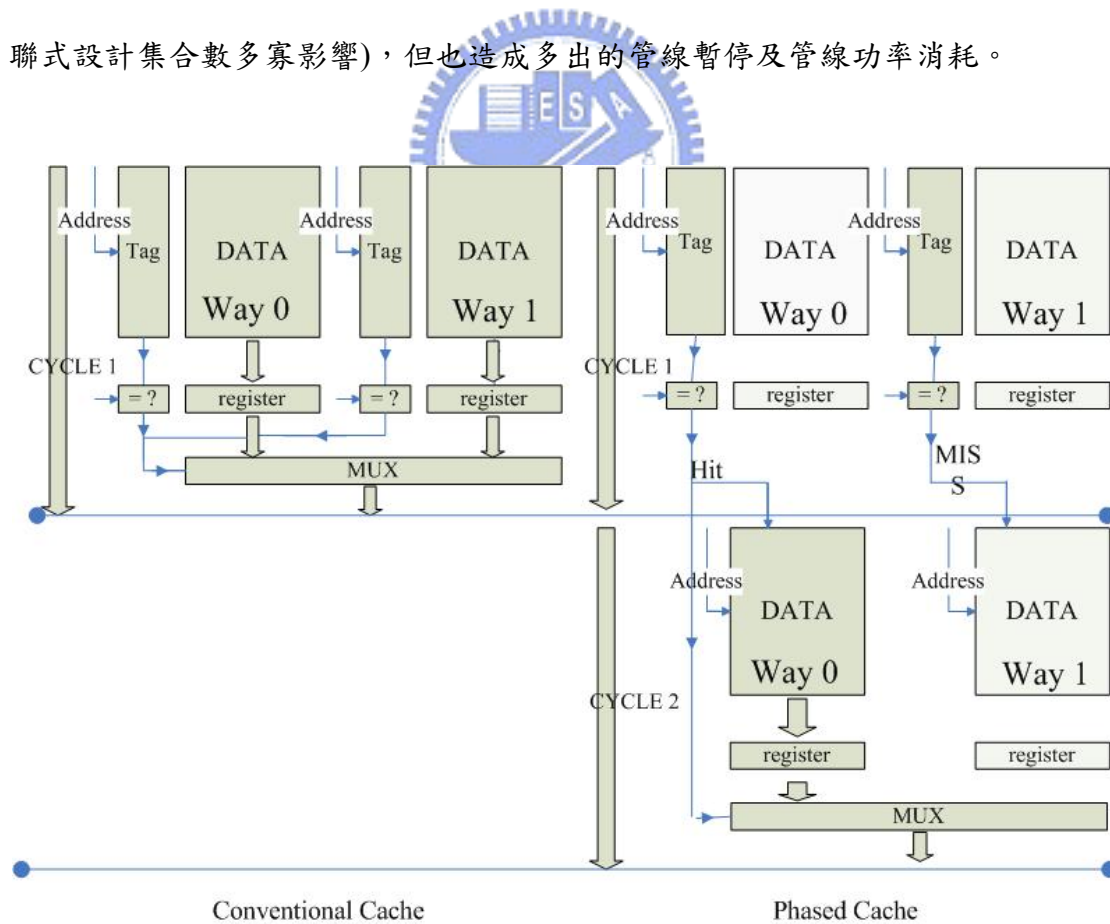 聯式設計集合數多寡影響)，但也造成多出的管線暫停及管線功率消耗。
ESA
Address
Tag
DATA
Way 0
Address
Tag
DATA
Way 1
CYCLE 1
= ?
register
= ?
register
MUX
Address
Tag
DATA
Way 0
Address
Tag
DATA
Way 1
CYCLE 1
= ?
register
= ?
register
Hit
MIS
S
Address
DATA
Way 0
Address
DATA
Way 1
CYCLE 2
register
register
MUX
Conventional Cache
Phased Cache